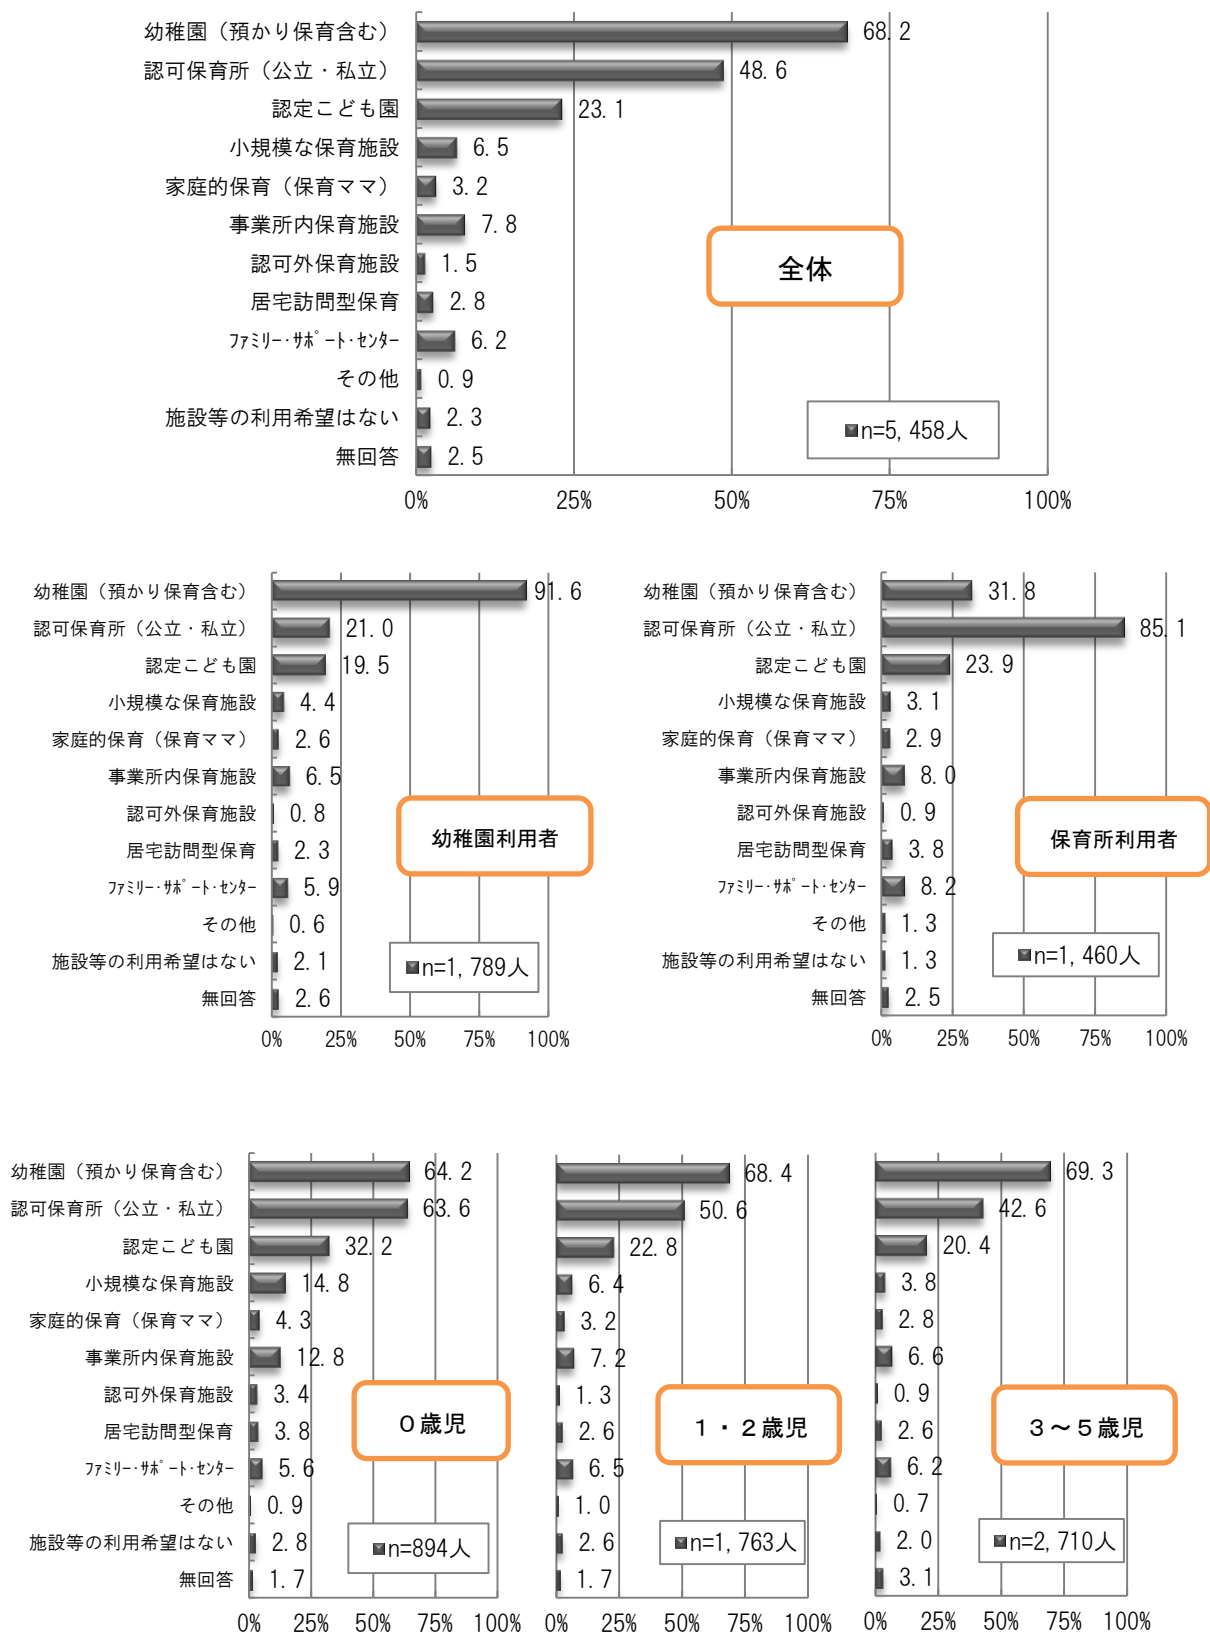 幼稚園（預かり保育含む） 68.2
認可保育所（公立・私立） 48.6
認定こども園 23.1
小規模な保育施設 6.5
家庭的保育（保育ママ） 3.2
事業所内保育施設 7.8
認可外保育施設 1.5
居宅訪問型保育 2.8
ﾌｧﾐﾘｰ･ｻﾎﾟｰﾄ･ｾﾝﾀｰ 6.2
その他 0.9
施設等の利用希望はない 2.3
無回答 2.5
全体
n=5,458人
0% 25% 50% 75% 100%
幼稚園（預かり保育含む） 91.6
認可保育所（公立・私立） 21.0
認定こども園 19.5
小規模な保育施設 4.4
家庭的保育（保育ママ） 2.6
事業所内保育施設 6.5
認可外保育施設 0.8
居宅訪問型保育 2.3
ﾌｧﾐﾘｰ･ｻﾎﾟｰﾄ･ｾﾝﾀｰ 5.9
その他 0.6
施設等の利用希望はない 2.1
無回答 2.6
幼稚園利用者
n=1,789人
0% 25% 50% 75% 100%
幼稚園（預かり保育含む） 31.8
認可保育所（公立・私立） 85.1
認定こども園 23.9
小規模な保育施設 3.1
家庭的保育（保育ママ） 2.9
事業所内保育施設 8.0
認可外保育施設 0.9
居宅訪問型保育 3.8
ﾌｧﾐﾘｰ･ｻﾎﾟｰﾄ･ｾﾝﾀｰ 8.2
その他 1.3
施設等の利用希望はない 1.3
無回答 2.5
保育所利用者
n=1,460人
0% 25% 50% 75% 100%
幼稚園（預かり保育含む） 64.2 68.4 69.3
認可保育所（公立・私立） 63.6 50.6 42.6
認定こども園 32.2 22.8 20.4
小規模な保育施設 14.8 6.4 3.8
家庭的保育（保育ママ） 4.3 3.2 2.8
事業所内保育施設 12.8 7.2 6.6
認可外保育施設 3.4 1.3 0.9
居宅訪問型保育 3.8 2.6 2.6
ﾌｧﾐﾘｰ･ｻﾎﾟｰﾄ･ｾﾝﾀｰ 5.6 6.5 6.2
その他 0.9 1.0 0.7
施設等の利用希望はない 2.8 2.6 2.0
無回答 1.7 1.7 3.1
０歳児 １・２歳児 ３～５歳児
n=894人 n=1,763人 n=2,710人
0% 25% 50% 75% 100% 0% 25% 50% 75% 100% 0% 25% 50% 75% 100%